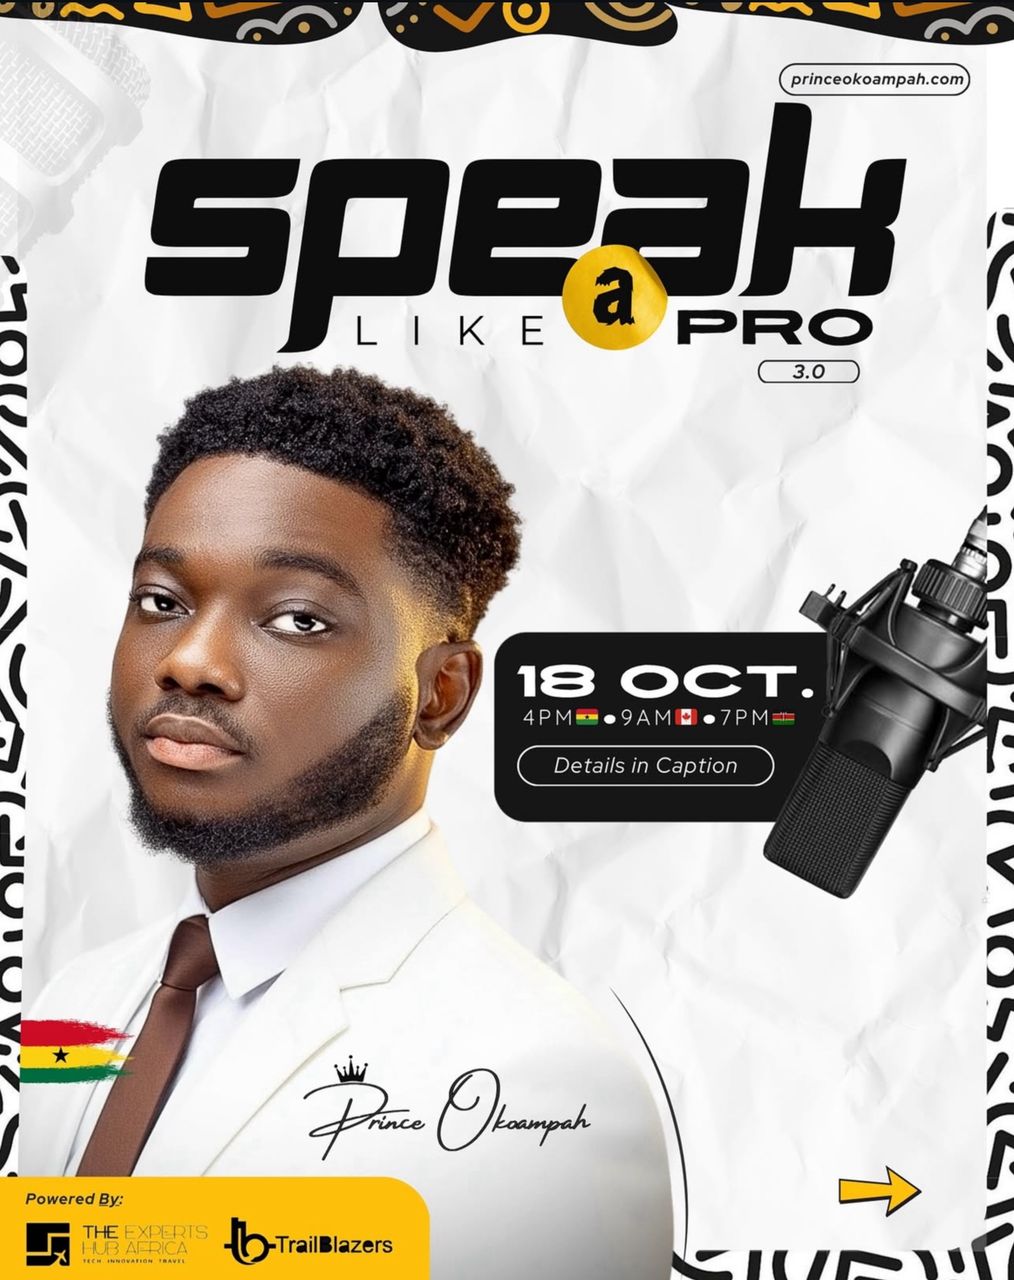 princeokoampah.com
speak
LIKE a PRO
3.0
18 OCT.
4PM🇬🇭●9AM🇨🇦●7PM🇰🇪
Details in Caption
Prince Okoampah
Powered By:
THE EXPERTS
HUB AFRICA
TECH INNOVATION TRAVEL
tb TrailBlazers